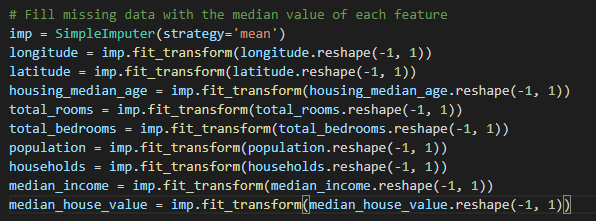 # Fill missing data with the median value of each feature
imp = SimpleImputer(strategy='mean')
longitude = imp.fit_transform(longitude.reshape(-1, 1))
latitude = imp.fit_transform(latitude.reshape(-1, 1))
housing_median_age = imp.fit_transform(housing_median_age.reshape(-1, 1))
total_rooms = imp.fit_transform(total_rooms.reshape(-1, 1))
total_bedrooms = imp.fit_transform(total_bedrooms.reshape(-1, 1))
population = imp.fit_transform(population.reshape(-1, 1))
households = imp.fit_transform(households.reshape(-1, 1))
median_income = imp.fit_transform(median_income.reshape(-1, 1))
median_house_value = imp.fit_transform(median_house_value.reshape(-1, 1))